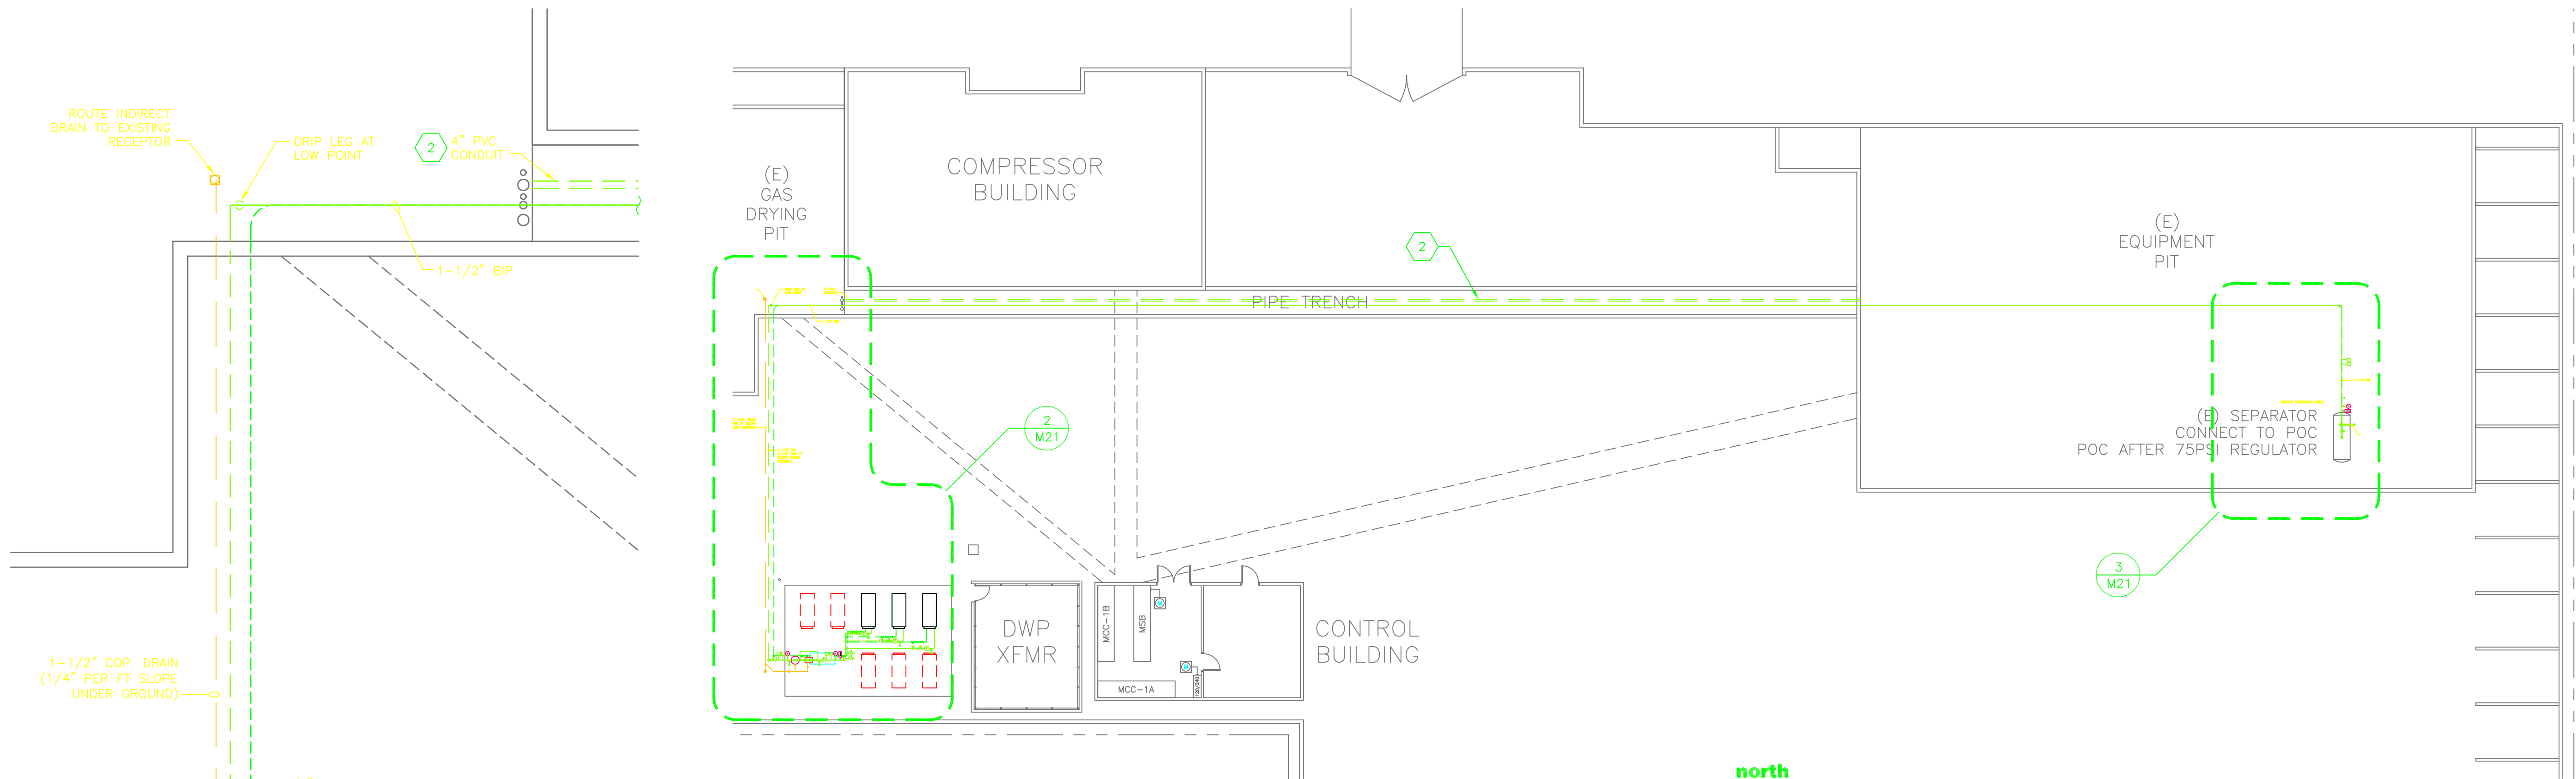 ROUTE INDIRECT
DRAIN TO EXISTING
RECEPTOR
DRIP LEG AT
LOW POINT
2
4" PVC
CONDUIT
1-1/2" BIP
1-1/2" COP. DRAIN
(1/4" PER FT SLOPE
UNDER GROUND)
(E)
GAS
DRYING
PIT
COMPRESSOR
BUILDING
2
PIPE TRENCH
(E)
EQUIPMENT
PIT
(E) SEPARATOR
CONNECT TO POC
POC AFTER 75PSI REGULATOR
2
M21
3
M21
DWP
XFMR
MCC-1B
MSB
MCC-1A
120/240
CONTROL
BUILDING
north